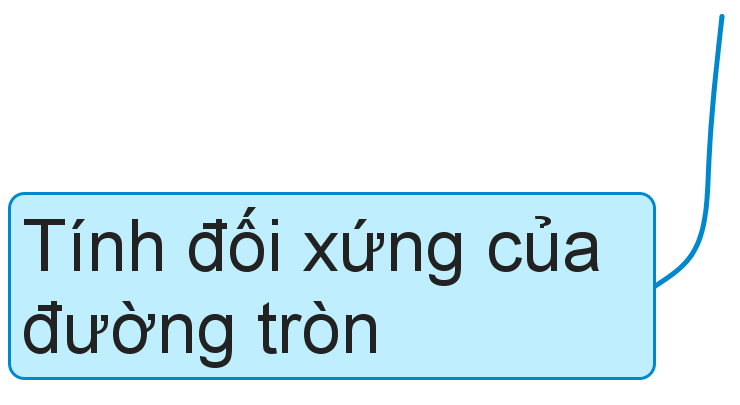 Tính đối xứng của
đường tròn